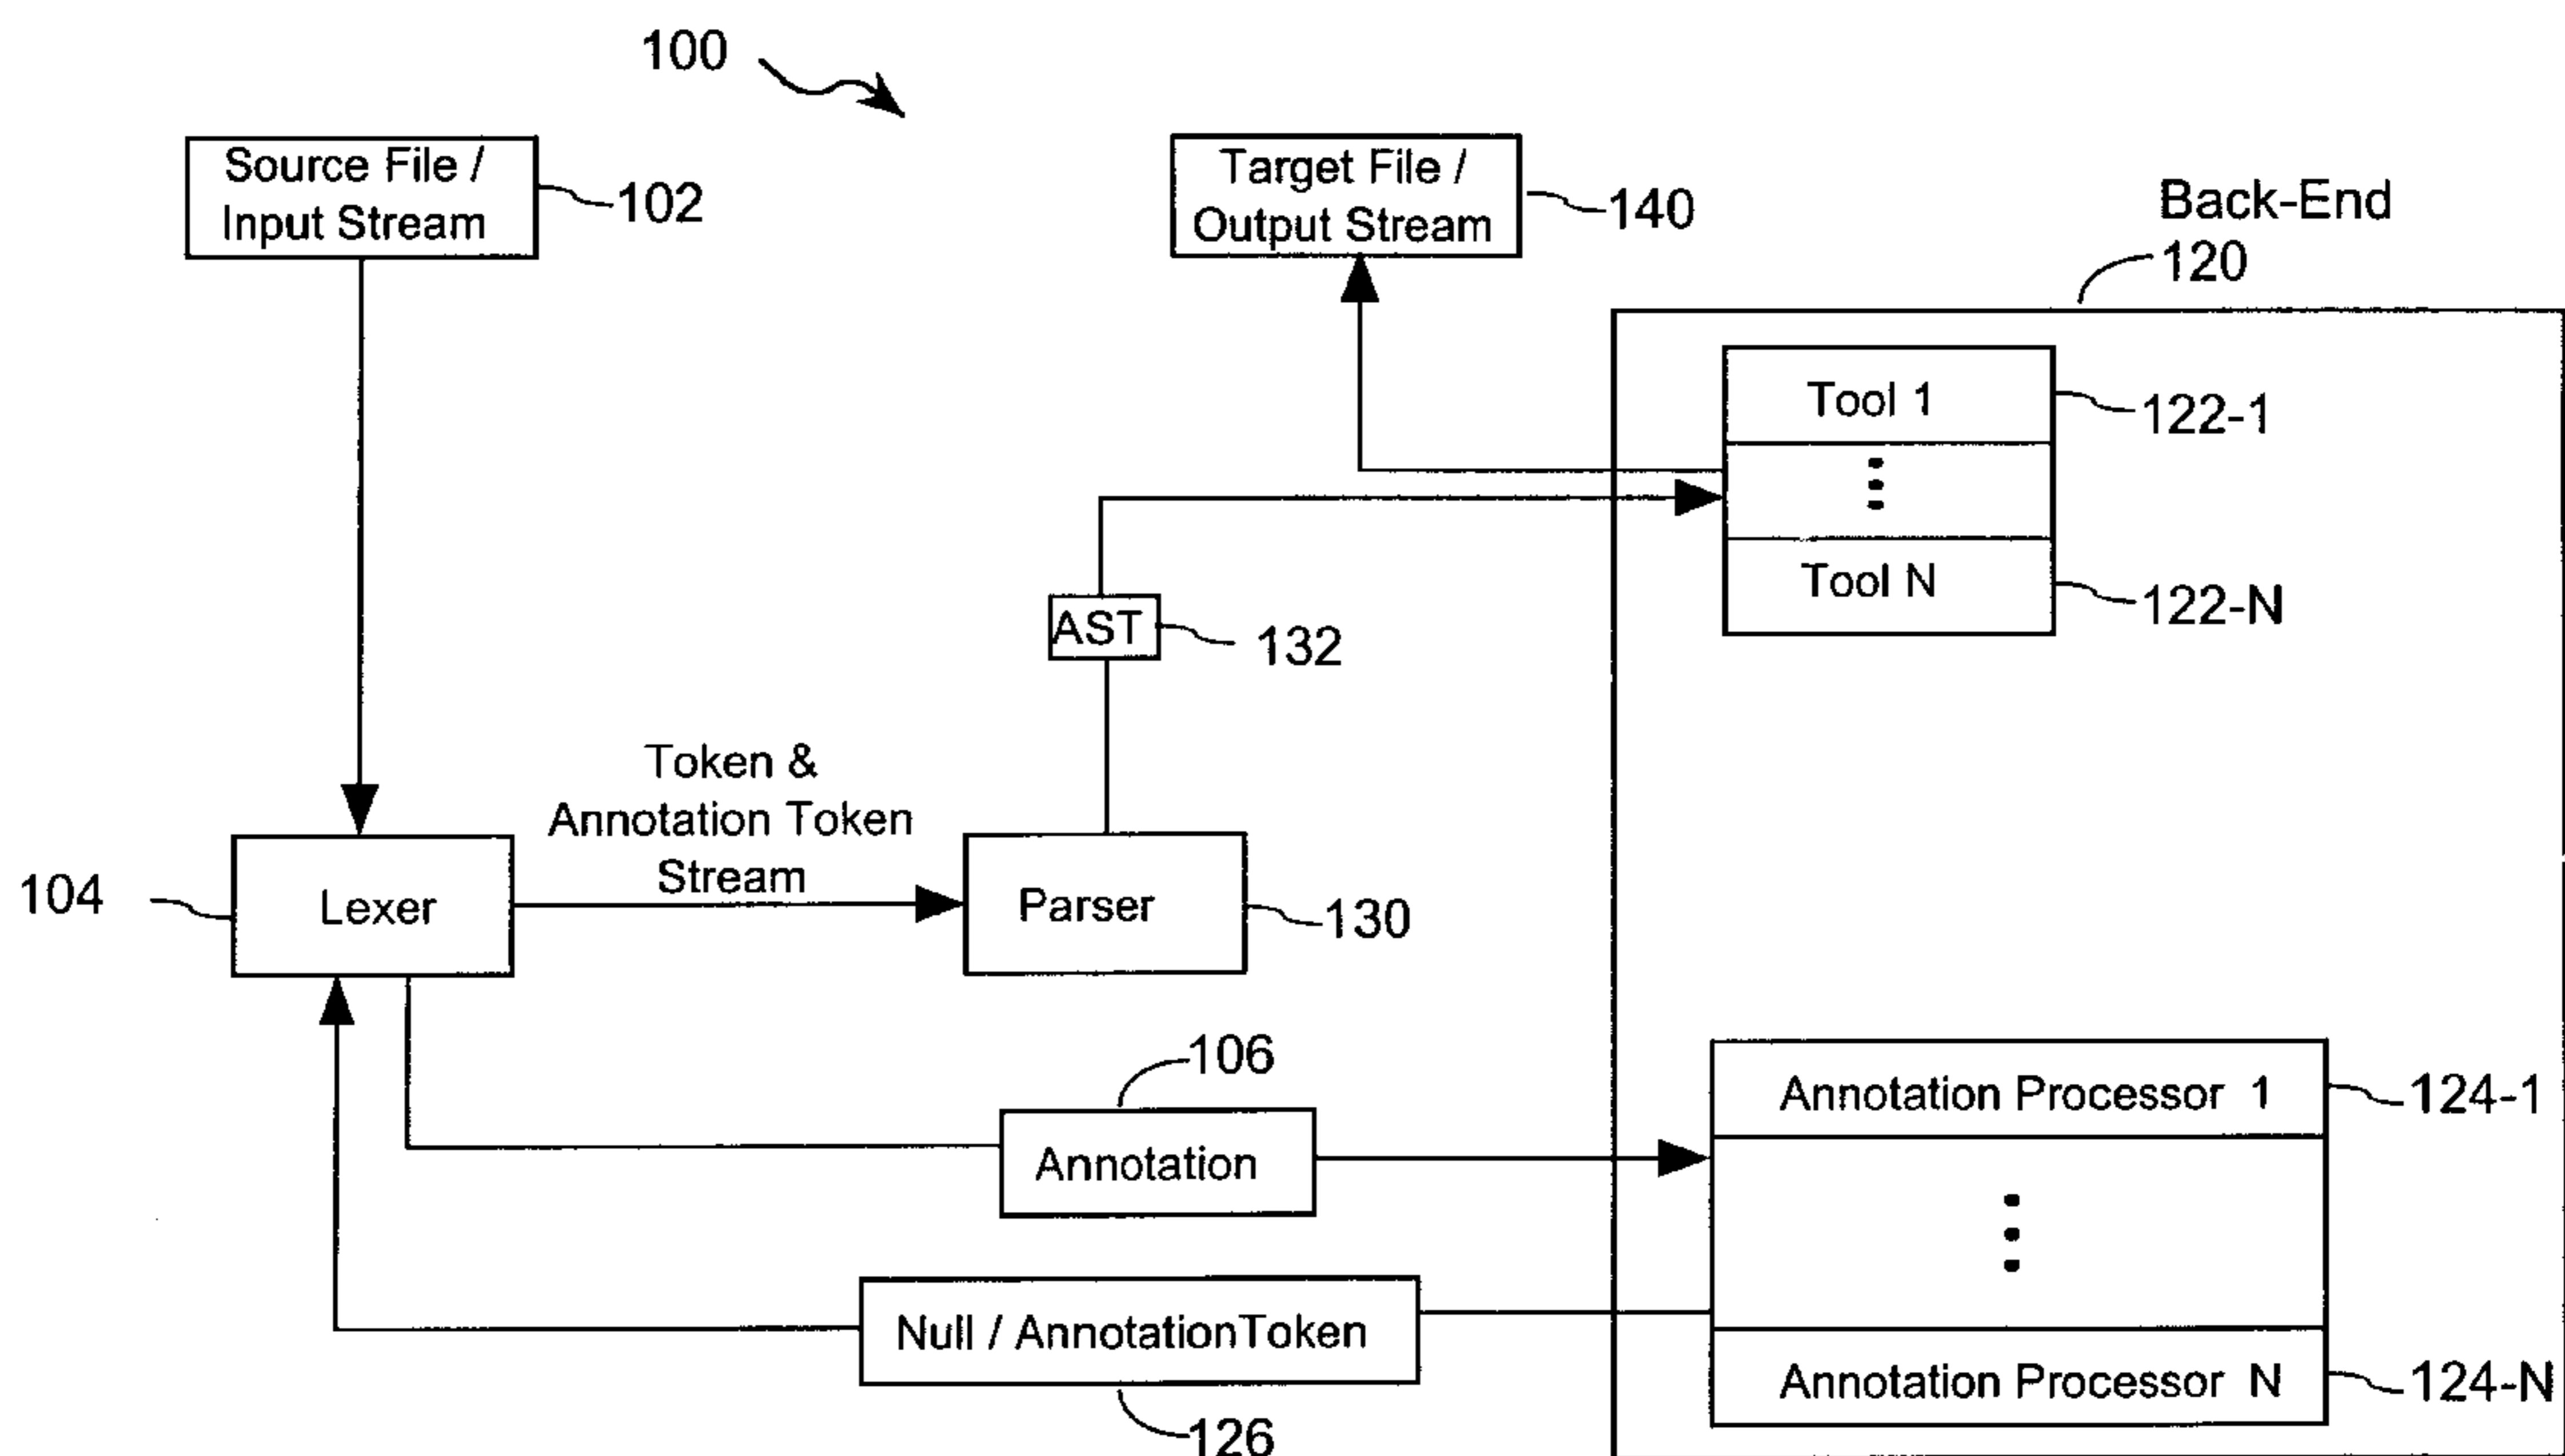 100
Source File /
Input Stream
102
Target File /
Output Stream
140
Back-End
120
Tool 1
122-1
Tool N
122-N
AST
132
Token &
Annotation Token
Stream
104
Lexer
Parser
130
106
Annotation
Annotation Processor 1
124-1
Null / AnnotationToken
126
Annotation Processor N
124-N